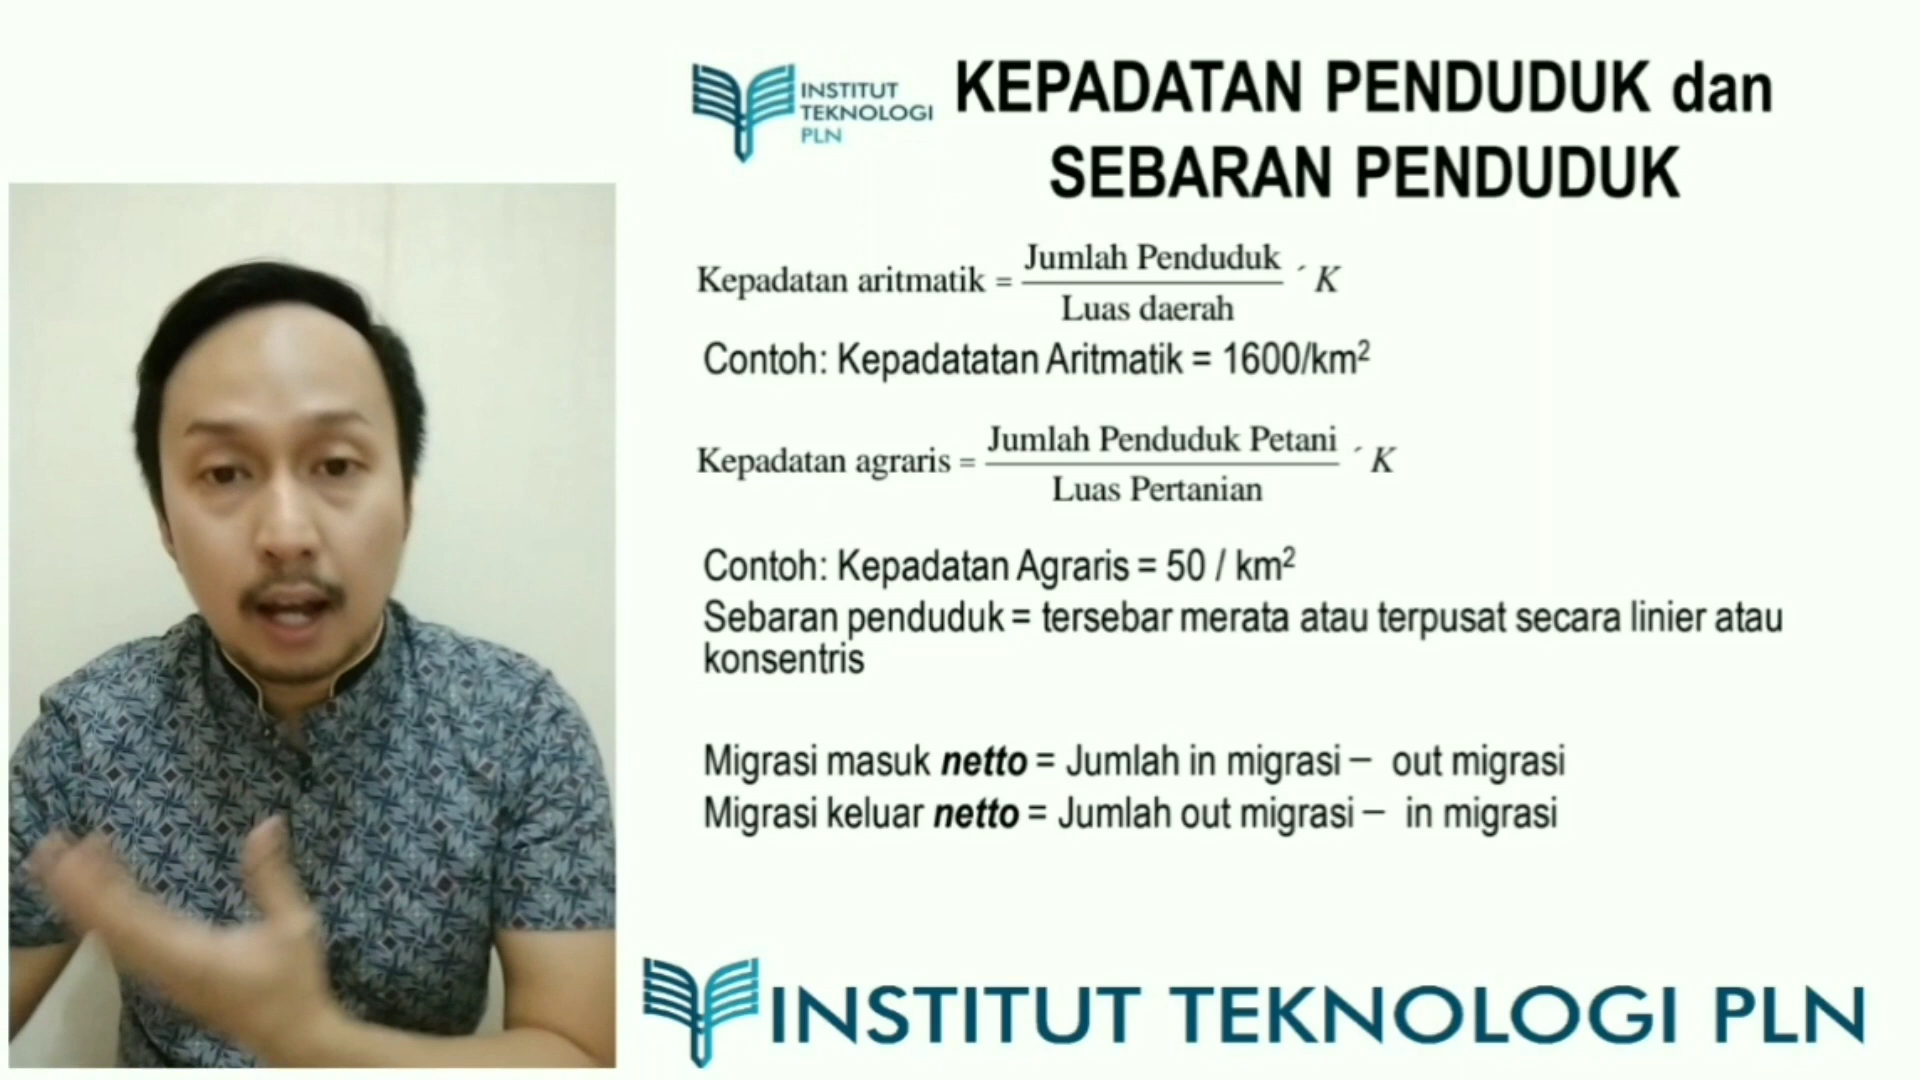 INSTITUT
TEKNOLOGI
PLN
KEPADATAN PENDUDUK dan
SEBARAN PENDUDUK
Kepadatan aritmatik = Jumlah Penduduk / Luas daerah ´ K
Contoh: Kepadatatan Aritmatik = 1600/km²
Kepadatan agraris = Jumlah Penduduk Petani / Luas Pertanian ´ K
Contoh: Kepadatan Agraris = 50 / km²
Sebaran penduduk = tersebar merata atau terpusat secara linier atau
konsentris
Migrasi masuk netto = Jumlah in migrasi – out migrasi
Migrasi keluar netto = Jumlah out migrasi – in migrasi
INSTITUT TEKNOLOGI PLN